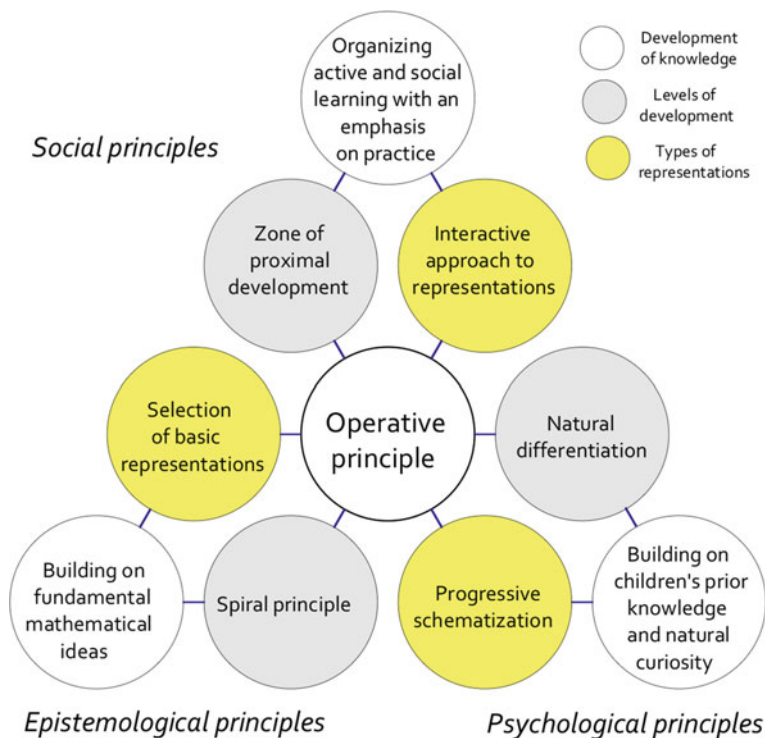 Organizing
active and social
learning with an
emphasis
on practice
Development
of knowledge
Levels of
development
Types of
representations
Social principles
Zone of
proximal
development
Interactive
approach to
representations
Selection
of basic
representations
Operative
principle
Natural
differentiation
Building on
fundamental
mathematical
ideas
Spiral principle
Progressive
schematization
Building on
children's prior
knowledge
and natural
curiosity
Epistemological principles
Psychological principles